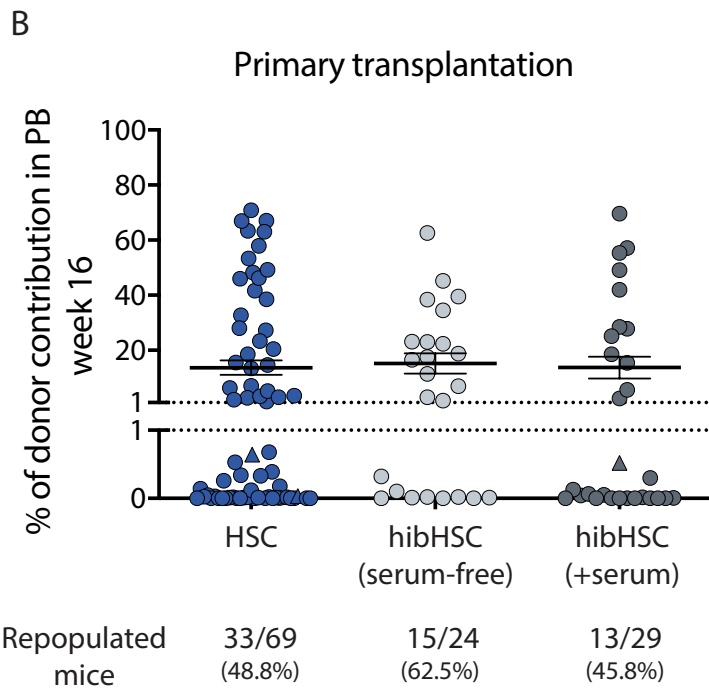 B
Primary transplantation
% of donor contribution in PB
week 16
100
80
60
40
20
1
1
0
HSC
hibHSC
(serum-free)
hibHSC
(+serum)
Repopulated
mice
33/69
(48.8%)
15/24
(62.5%)
13/29
(45.8%)